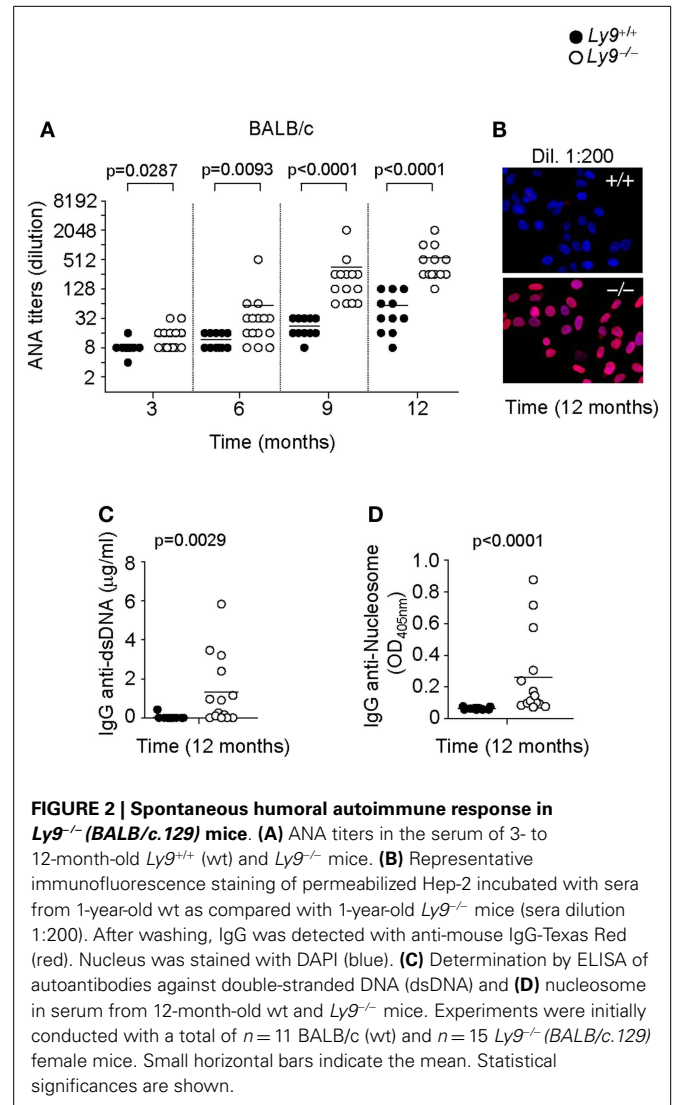 Ly9+/+
Ly9−/−
A
BALB/c
p=0.0287 p=0.0093 p<0.0001 p<0.0001
ANA titers (dilution)
8192
2048
512
128
32
8
2
3 6 9 12
Time (months)
B
Dil. 1:200
+/+
−/−
Time (12 months)
C
p=0.0029
IgG anti-dsDNA (µg/ml)
8
6
4
2
0
Time (12 months)
D
p<0.0001
IgG anti-Nucleosome
(OD405nm)
1.0
0.8
0.6
0.4
0.2
0
Time (12 months)
FIGURE 2 | Spontaneous humoral autoimmune response in
Ly9−/− (BALB/c.129) mice. (A) ANA titers in the serum of 3- to
12-month-old Ly9+/+ (wt) and Ly9−/− mice. (B) Representative
immunofluorescence staining of permeabilized Hep-2 incubated with sera
from 1-year-old wt as compared with 1-year-old Ly9−/− mice (sera dilution
1:200). After washing, IgG was detected with anti-mouse IgG-Texas Red
(red). Nucleus was stained with DAPI (blue). (C) Determination by ELISA of
autoantibodies against double-stranded DNA (dsDNA) and (D) nucleosome
in serum from 12-month-old wt and Ly9−/− mice. Experiments were initially
conducted with a total of n = 11 BALB/c (wt) and n = 15 Ly9−/− (BALB/c.129)
female mice. Small horizontal bars indicate the mean. Statistical
significances are shown.